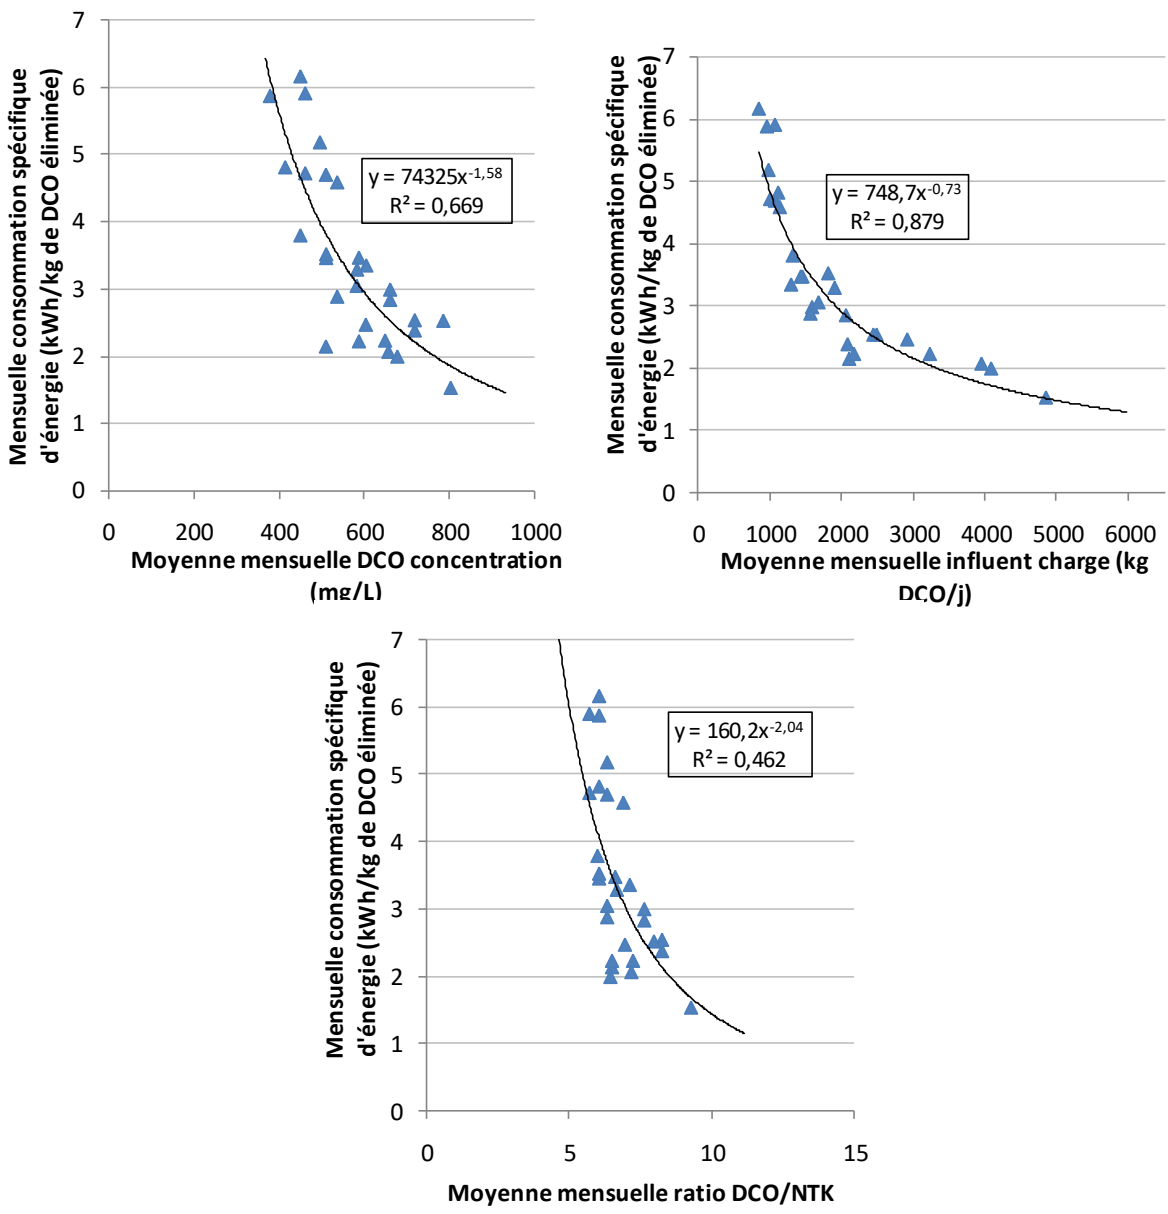 7
6
5
4
3
2
1
0
Mensuelle consommation spécifique
d'énergie (kWh/kg de DCO éliminée)
y = 74325x^-1,58
R² = 0,669
0 200 400 600 800 1000
Moyenne mensuelle DCO concentration
(mg/L)
7
6
5
4
3
2
1
0
Mensuelle consommation spécifique
d'énergie (kWh/kg de DCO éliminée)
y = 748,7x^-0,73
R² = 0,879
0 1000 2000 3000 4000 5000 6000
Moyenne mensuelle influent charge (kg
DCO/j)
7
6
5
4
3
2
1
0
Mensuelle consommation spécifique
d'énergie (kWh/kg de DCO éliminée)
y = 160,2x^-2,04
R² = 0,462
0 5 10 15
Moyenne mensuelle ratio DCO/NTK